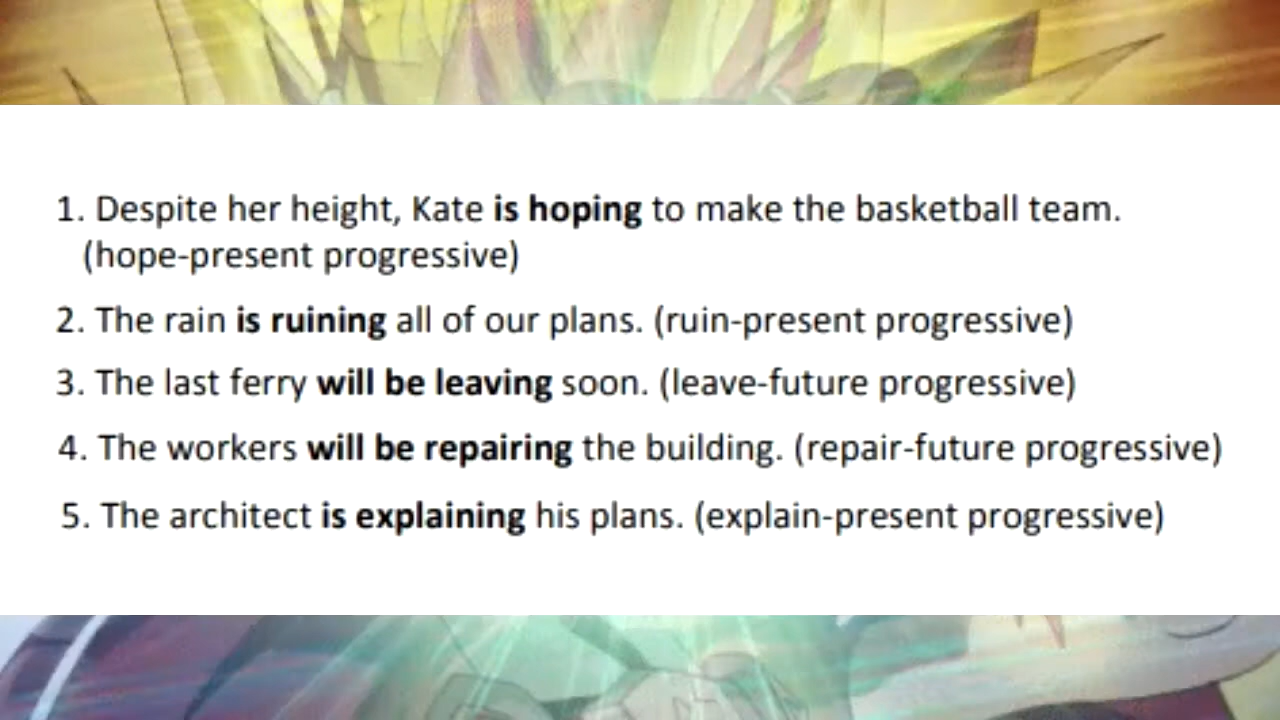 1. Despite her height, Kate is hoping to make the basketball team.
(hope-present progressive)
2. The rain is ruining all of our plans. (ruin-present progressive)
3. The last ferry will be leaving soon. (leave-future progressive)
4. The workers will be repairing the building. (repair-future progressive)
5. The architect is explaining his plans. (explain-present progressive)